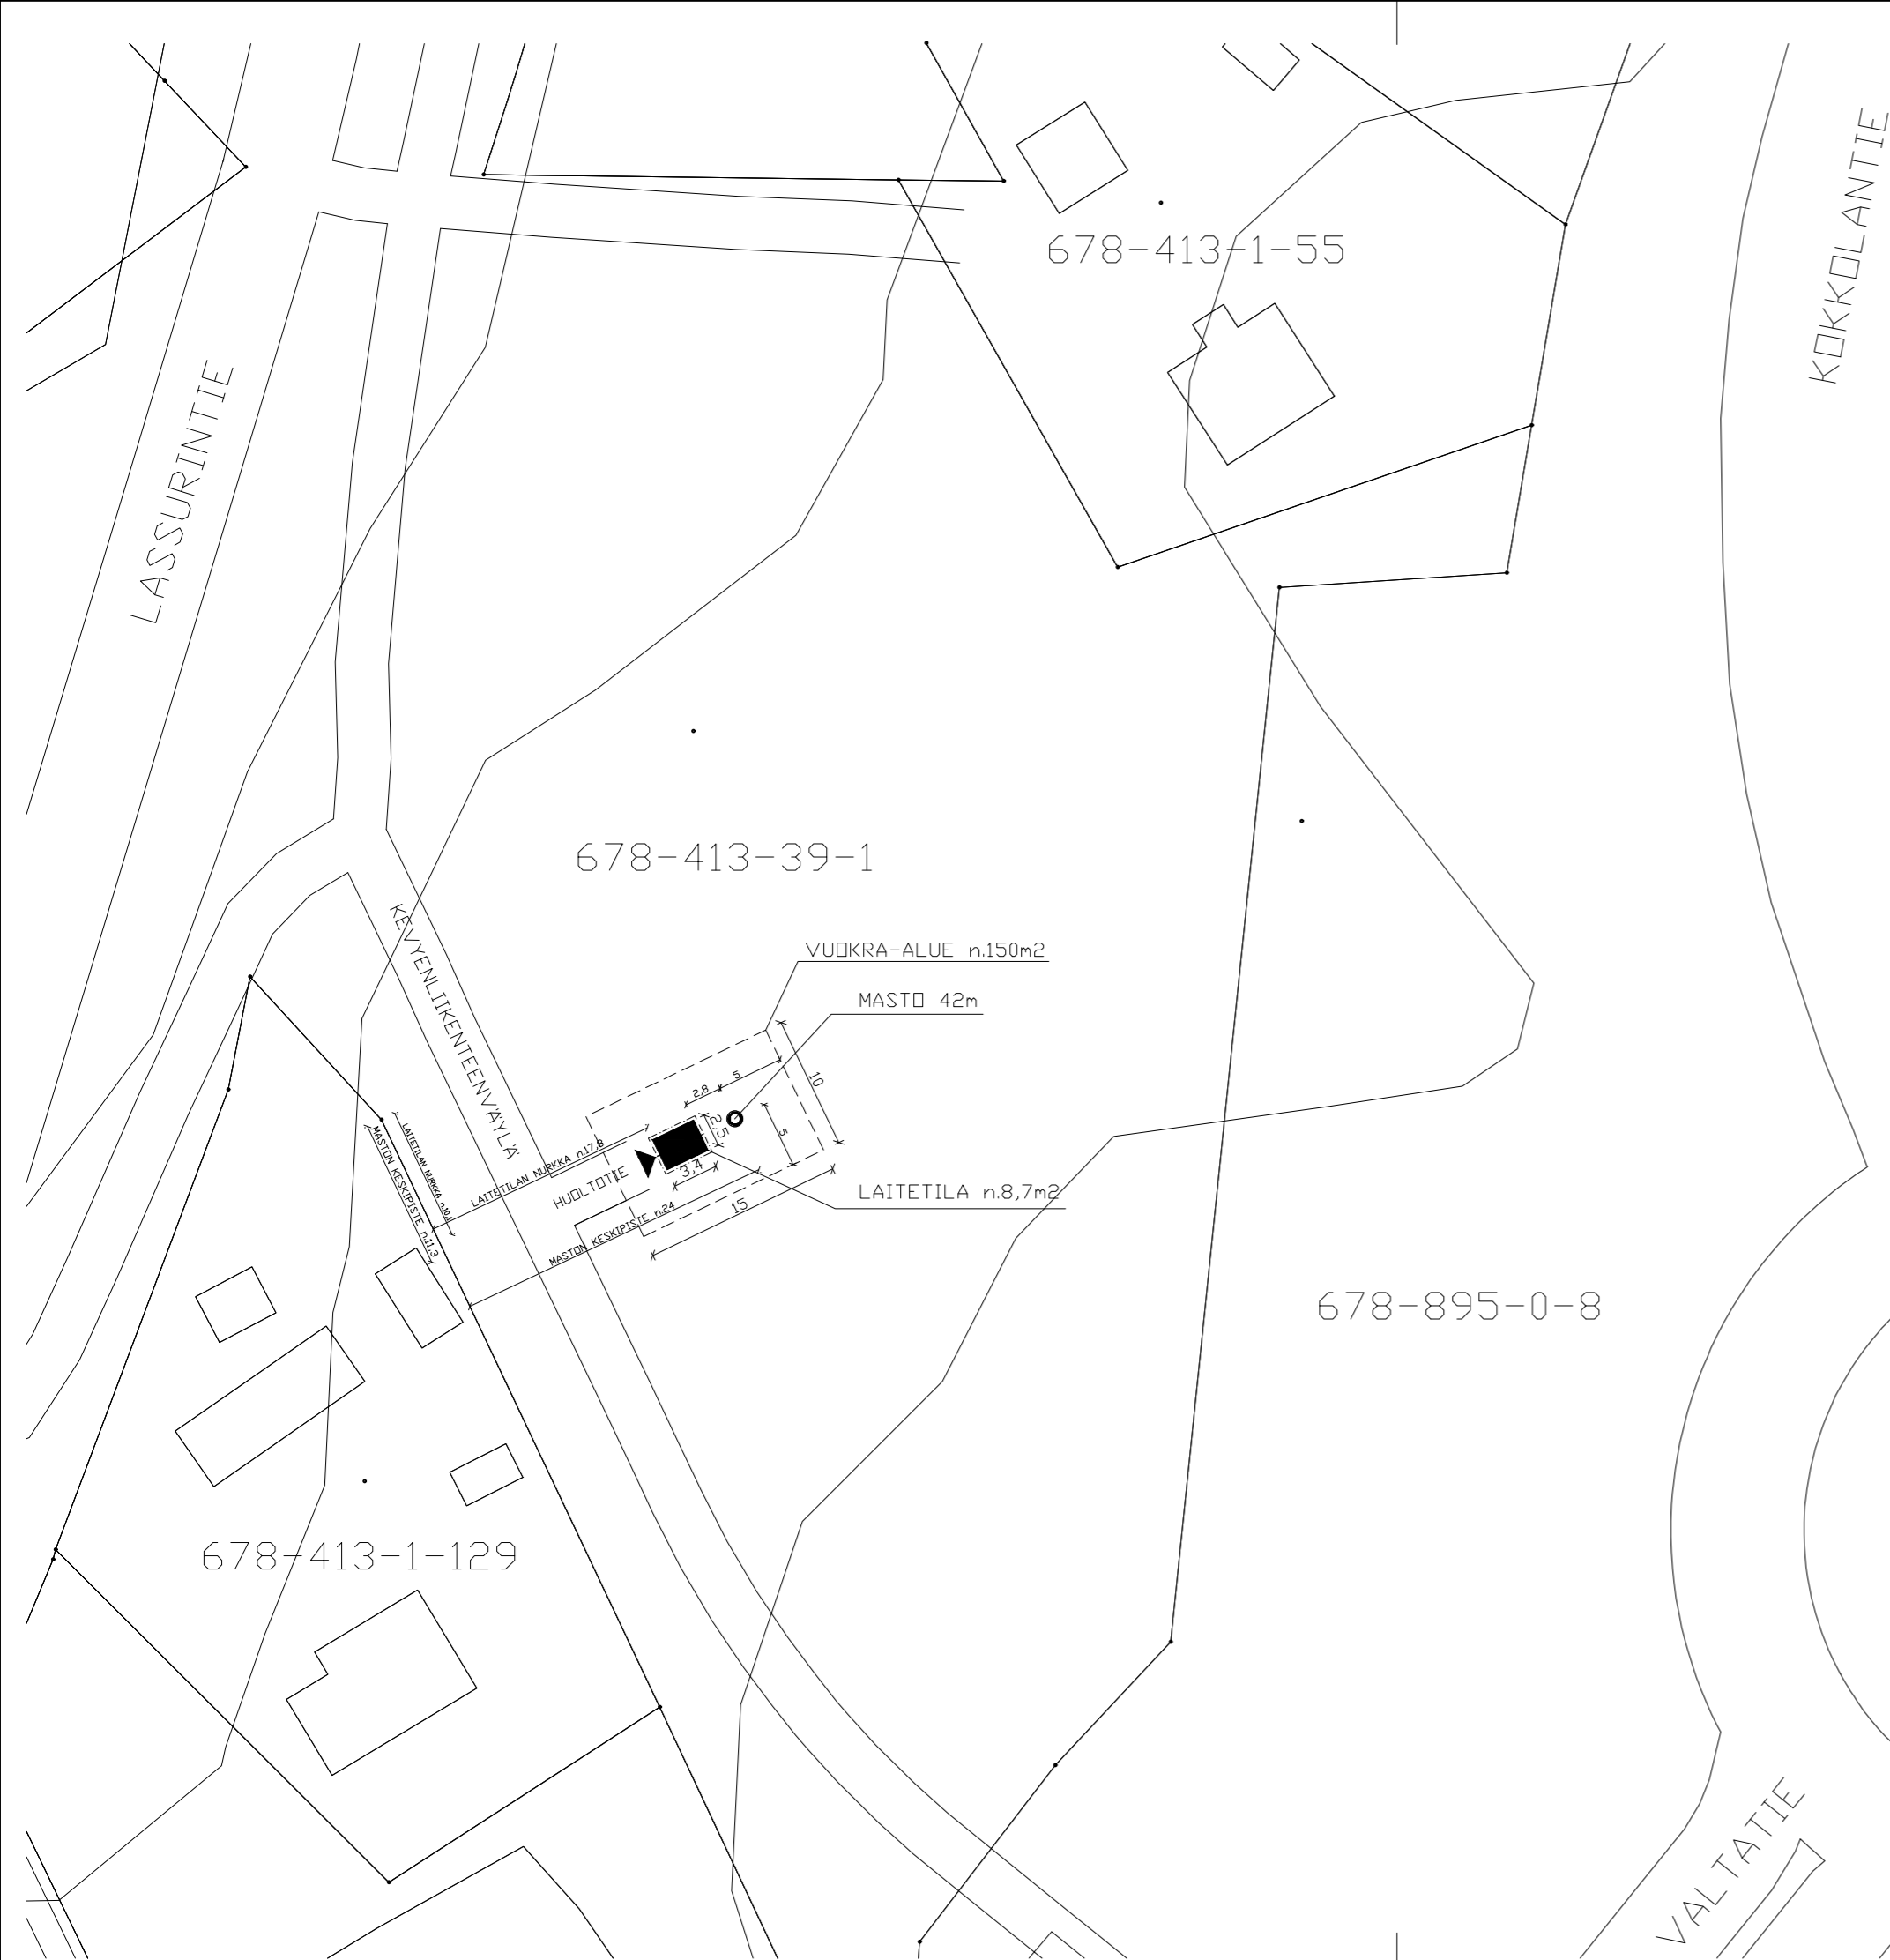 KOKKOLANTIE
678-413-1-55
LASSURINTIE
678-413-39-1
KEVYENLIIKENTEENVÄYLÄ
VUOKRA-ALUE n.150m2
MASTO 42m
2,8
5
10
2,5
5
3,4
15
LAITETILAN NURKKA n.17,8
HUOLTOTIE
MASTON KESKIPISTE n.24
LAITETILAN NURKKA n.10,1
MASTON KESKIPISTE n.11,3
LAITETILA n.8,7m2
678-895-0-8
678-413-1-129
VALTATIE